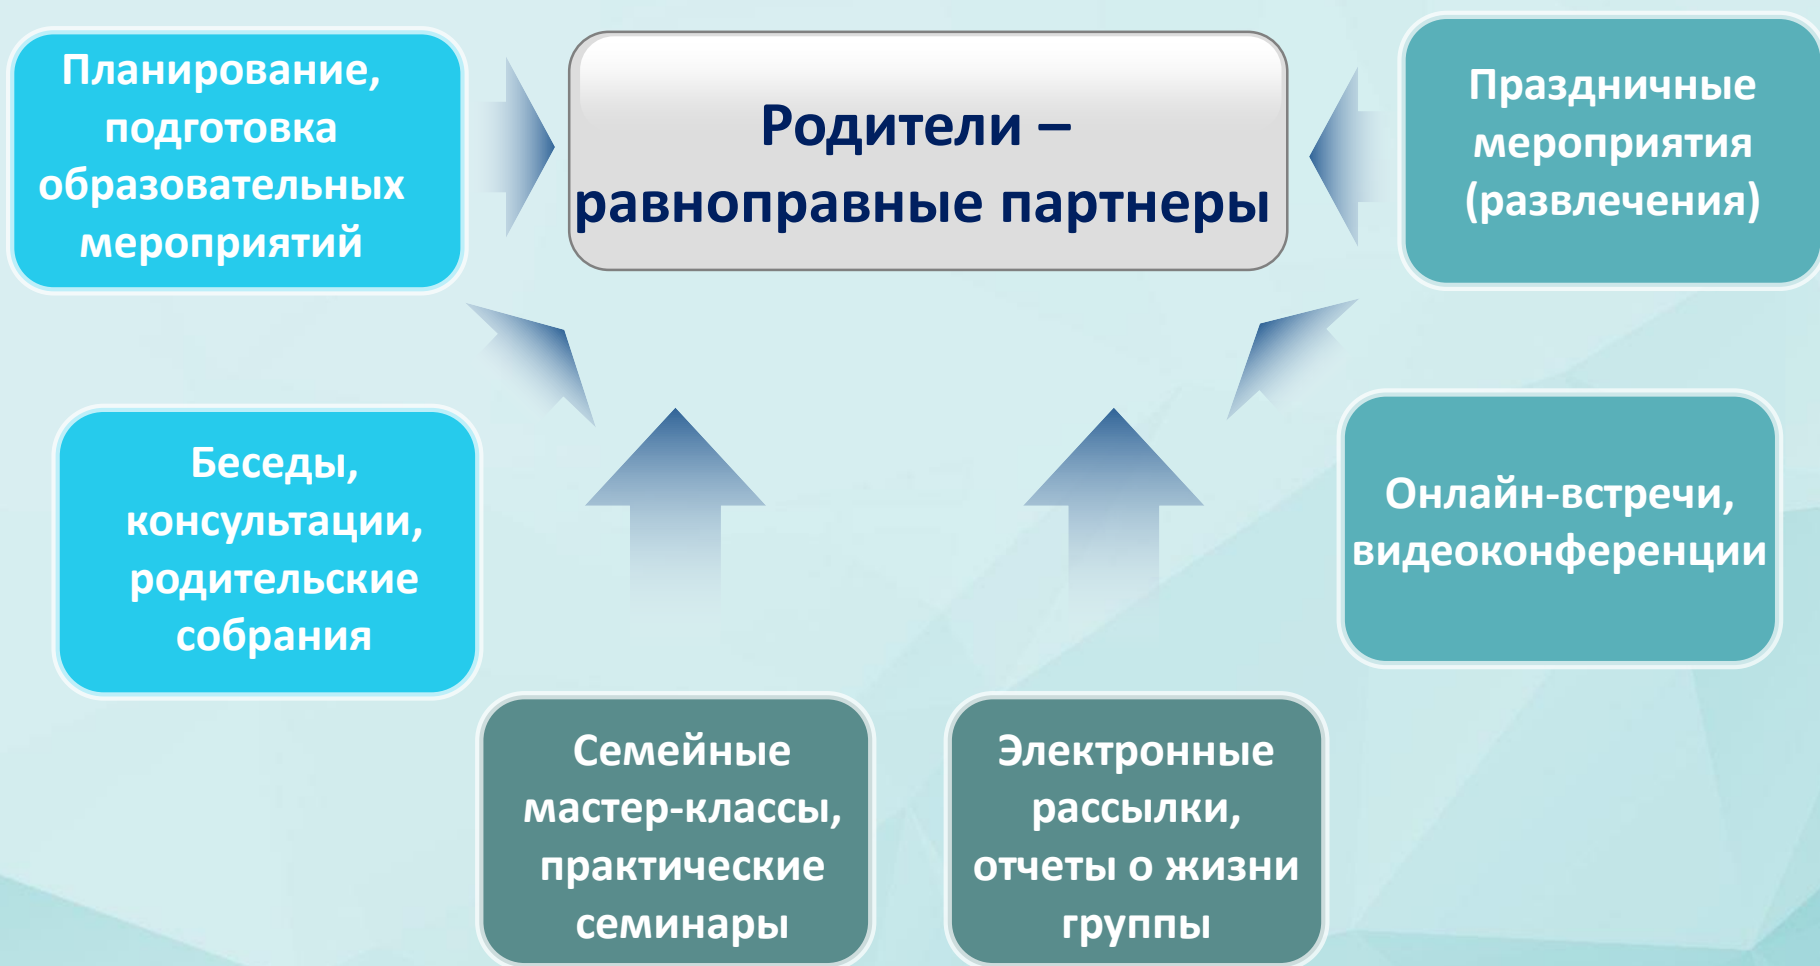 Планирование,
подготовка
образовательных
мероприятий
Родители –
равноправные партнеры
Праздничные
мероприятия
(развлечения)
Беседы,
консультации,
родительские
собрания
Онлайн-встречи,
видеоконференции
Семейные
мастер-классы,
практические
семинары
Электронные
рассылки,
отчеты о жизни
группы